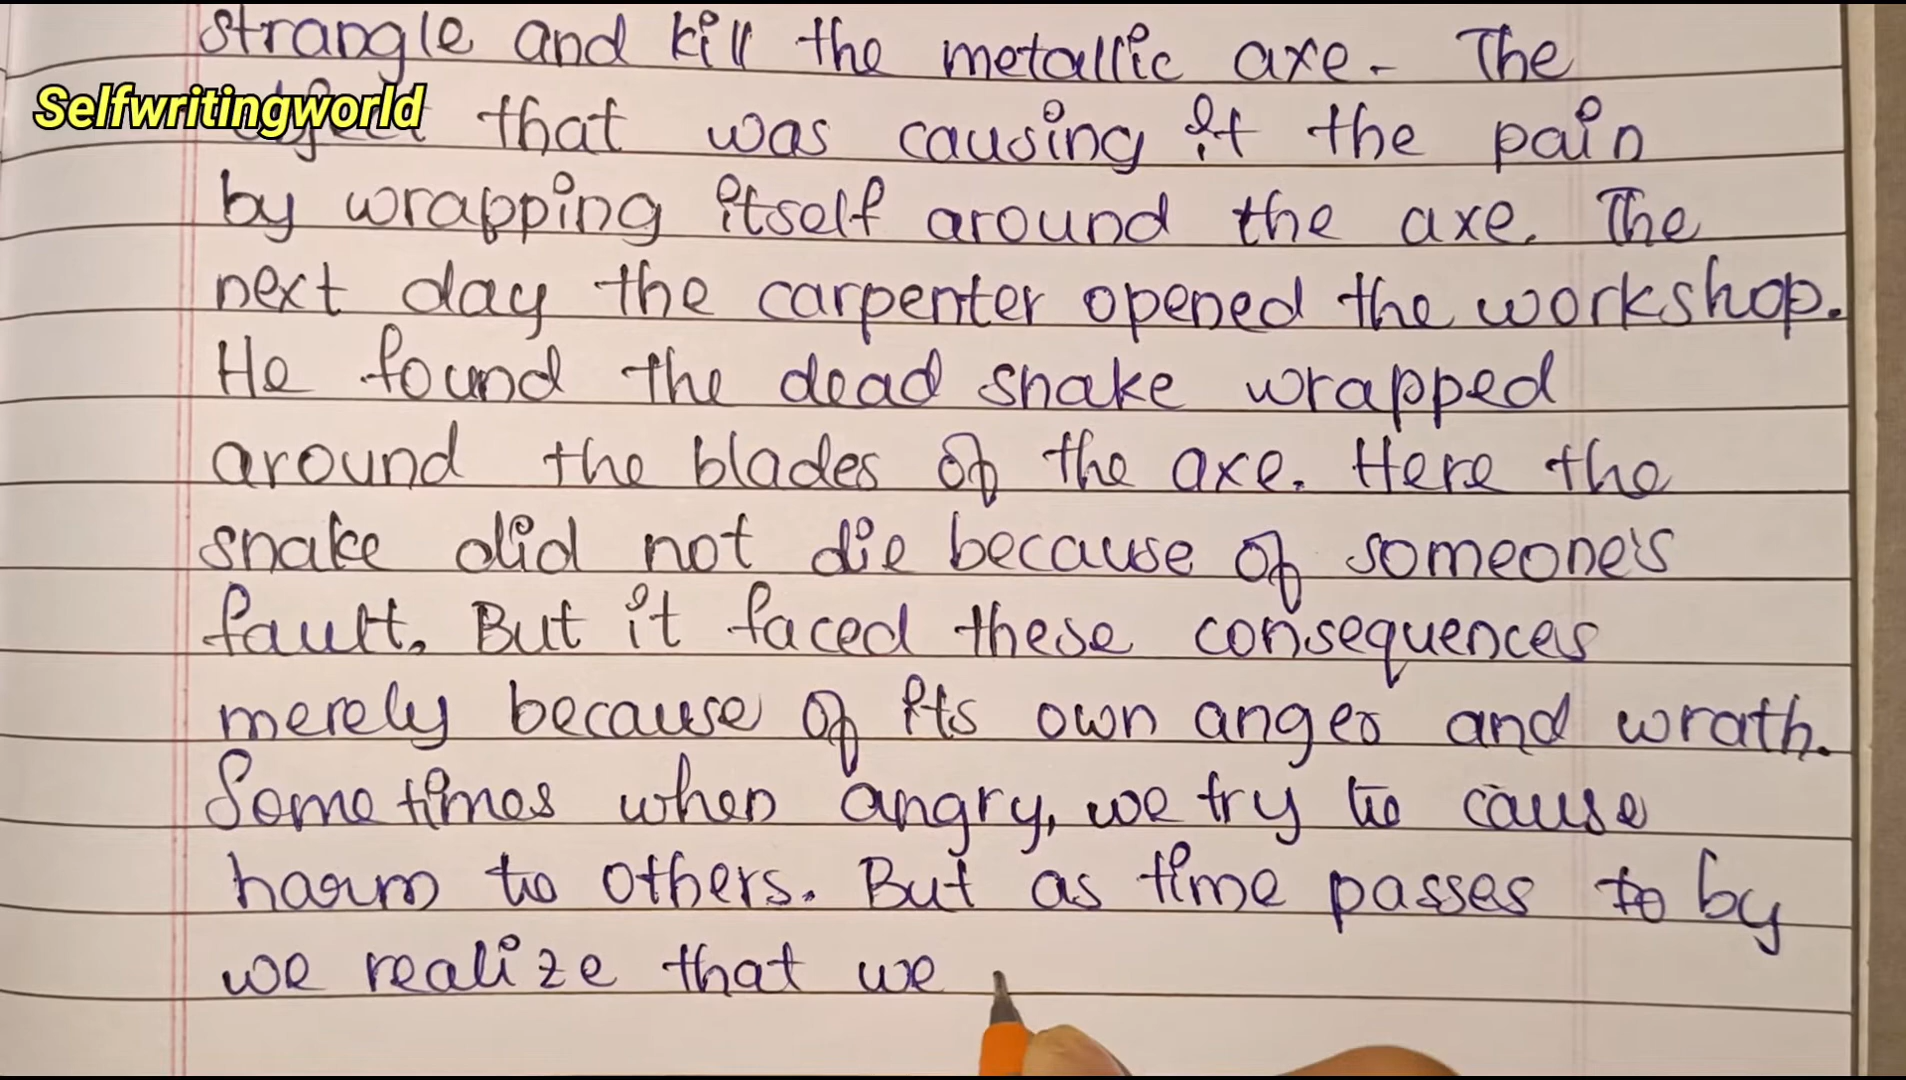 strangle and kill the metallic axe. The
Selfwritingworld
object that was causing it the pain
by wrapping itself around the axe. The
next day the carpenter opened the workshop.
He found the dead snake wrapped
around the blades of the axe. Here the
snake did not die because of someone's
fault. But it faced these consequences
merely because of its own anger and wrath.
Sometimes when angry, we try to cause
harm to others. But as time passes to by
we realize that we